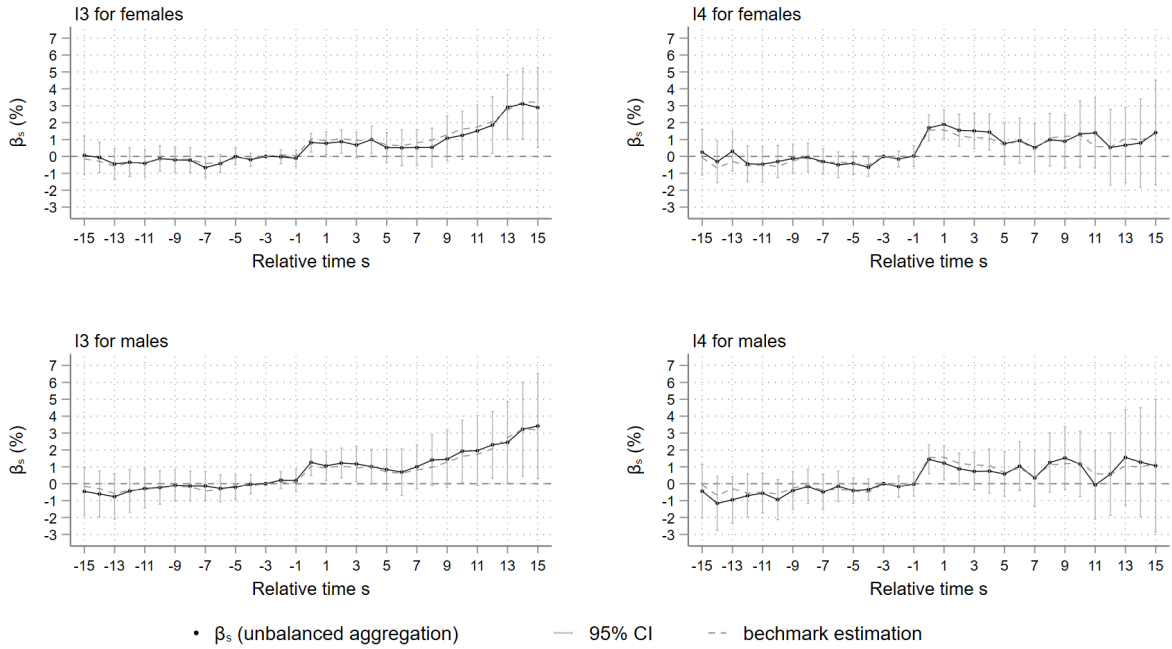 I3 for females
I4 for females
7
6
5
4
3
2
1
0
-1
-2
-3
βs (%)
-15 -13 -11 -9 -7 -5 -3 -1 1 3 5 7 9 11 13 15
Relative time s
7
6
5
4
3
2
1
0
-1
-2
-3
βs (%)
-15 -13 -11 -9 -7 -5 -3 -1 1 3 5 7 9 11 13 15
Relative time s
I3 for males
I4 for males
7
6
5
4
3
2
1
0
-1
-2
-3
βs (%)
-15 -13 -11 -9 -7 -5 -3 -1 1 3 5 7 9 11 13 15
Relative time s
7
6
5
4
3
2
1
0
-1
-2
-3
βs (%)
-15 -13 -11 -9 -7 -5 -3 -1 1 3 5 7 9 11 13 15
Relative time s
βs (unbalanced aggregation) 95% CI bechmark estimation